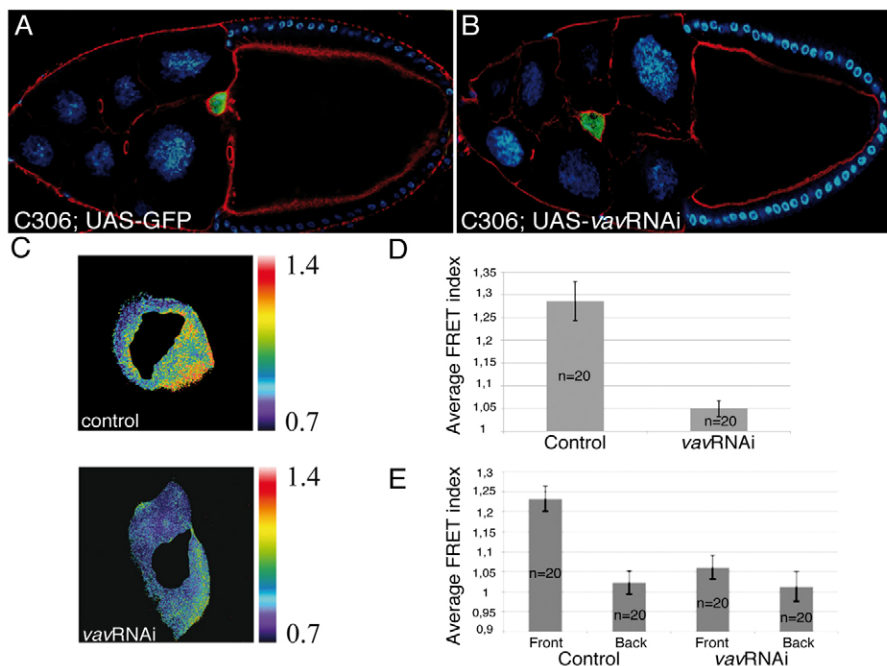 A
B
C306; UAS-GFP
C306; UAS-vavRNAi
C
1.4
control
0.7
1.4
vavRNAi
0.7
D
Average FRET index
1,35
1,3
1,25
1,2
1,15
1,1
1,05
1
n=20
n=20
Control
vavRNAi
E
Average FRET index
1,3
1,25
1,2
1,15
1,1
1,05
1
0,95
0,9
n=20
n=20
n=20
n=20
Front
Back
Front
Back
Control
vavRNAi